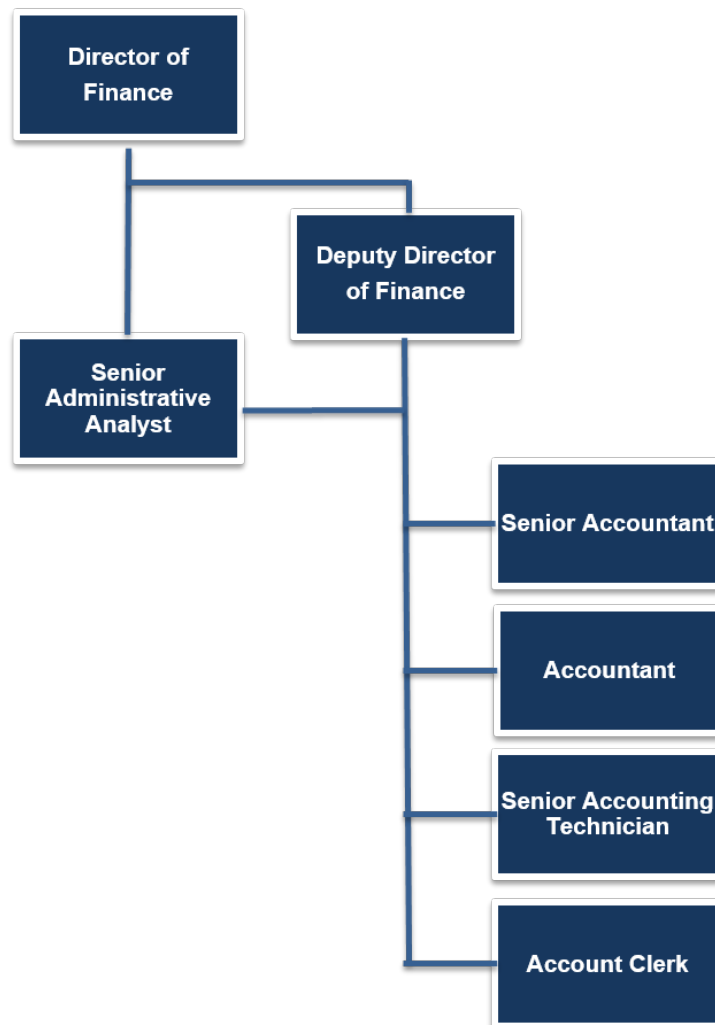 Director of
Finance
Deputy Director
of Finance
Senior
Administrative
Analyst
Senior Accountant
Accountant
Senior Accounting
Technician
Account Clerk